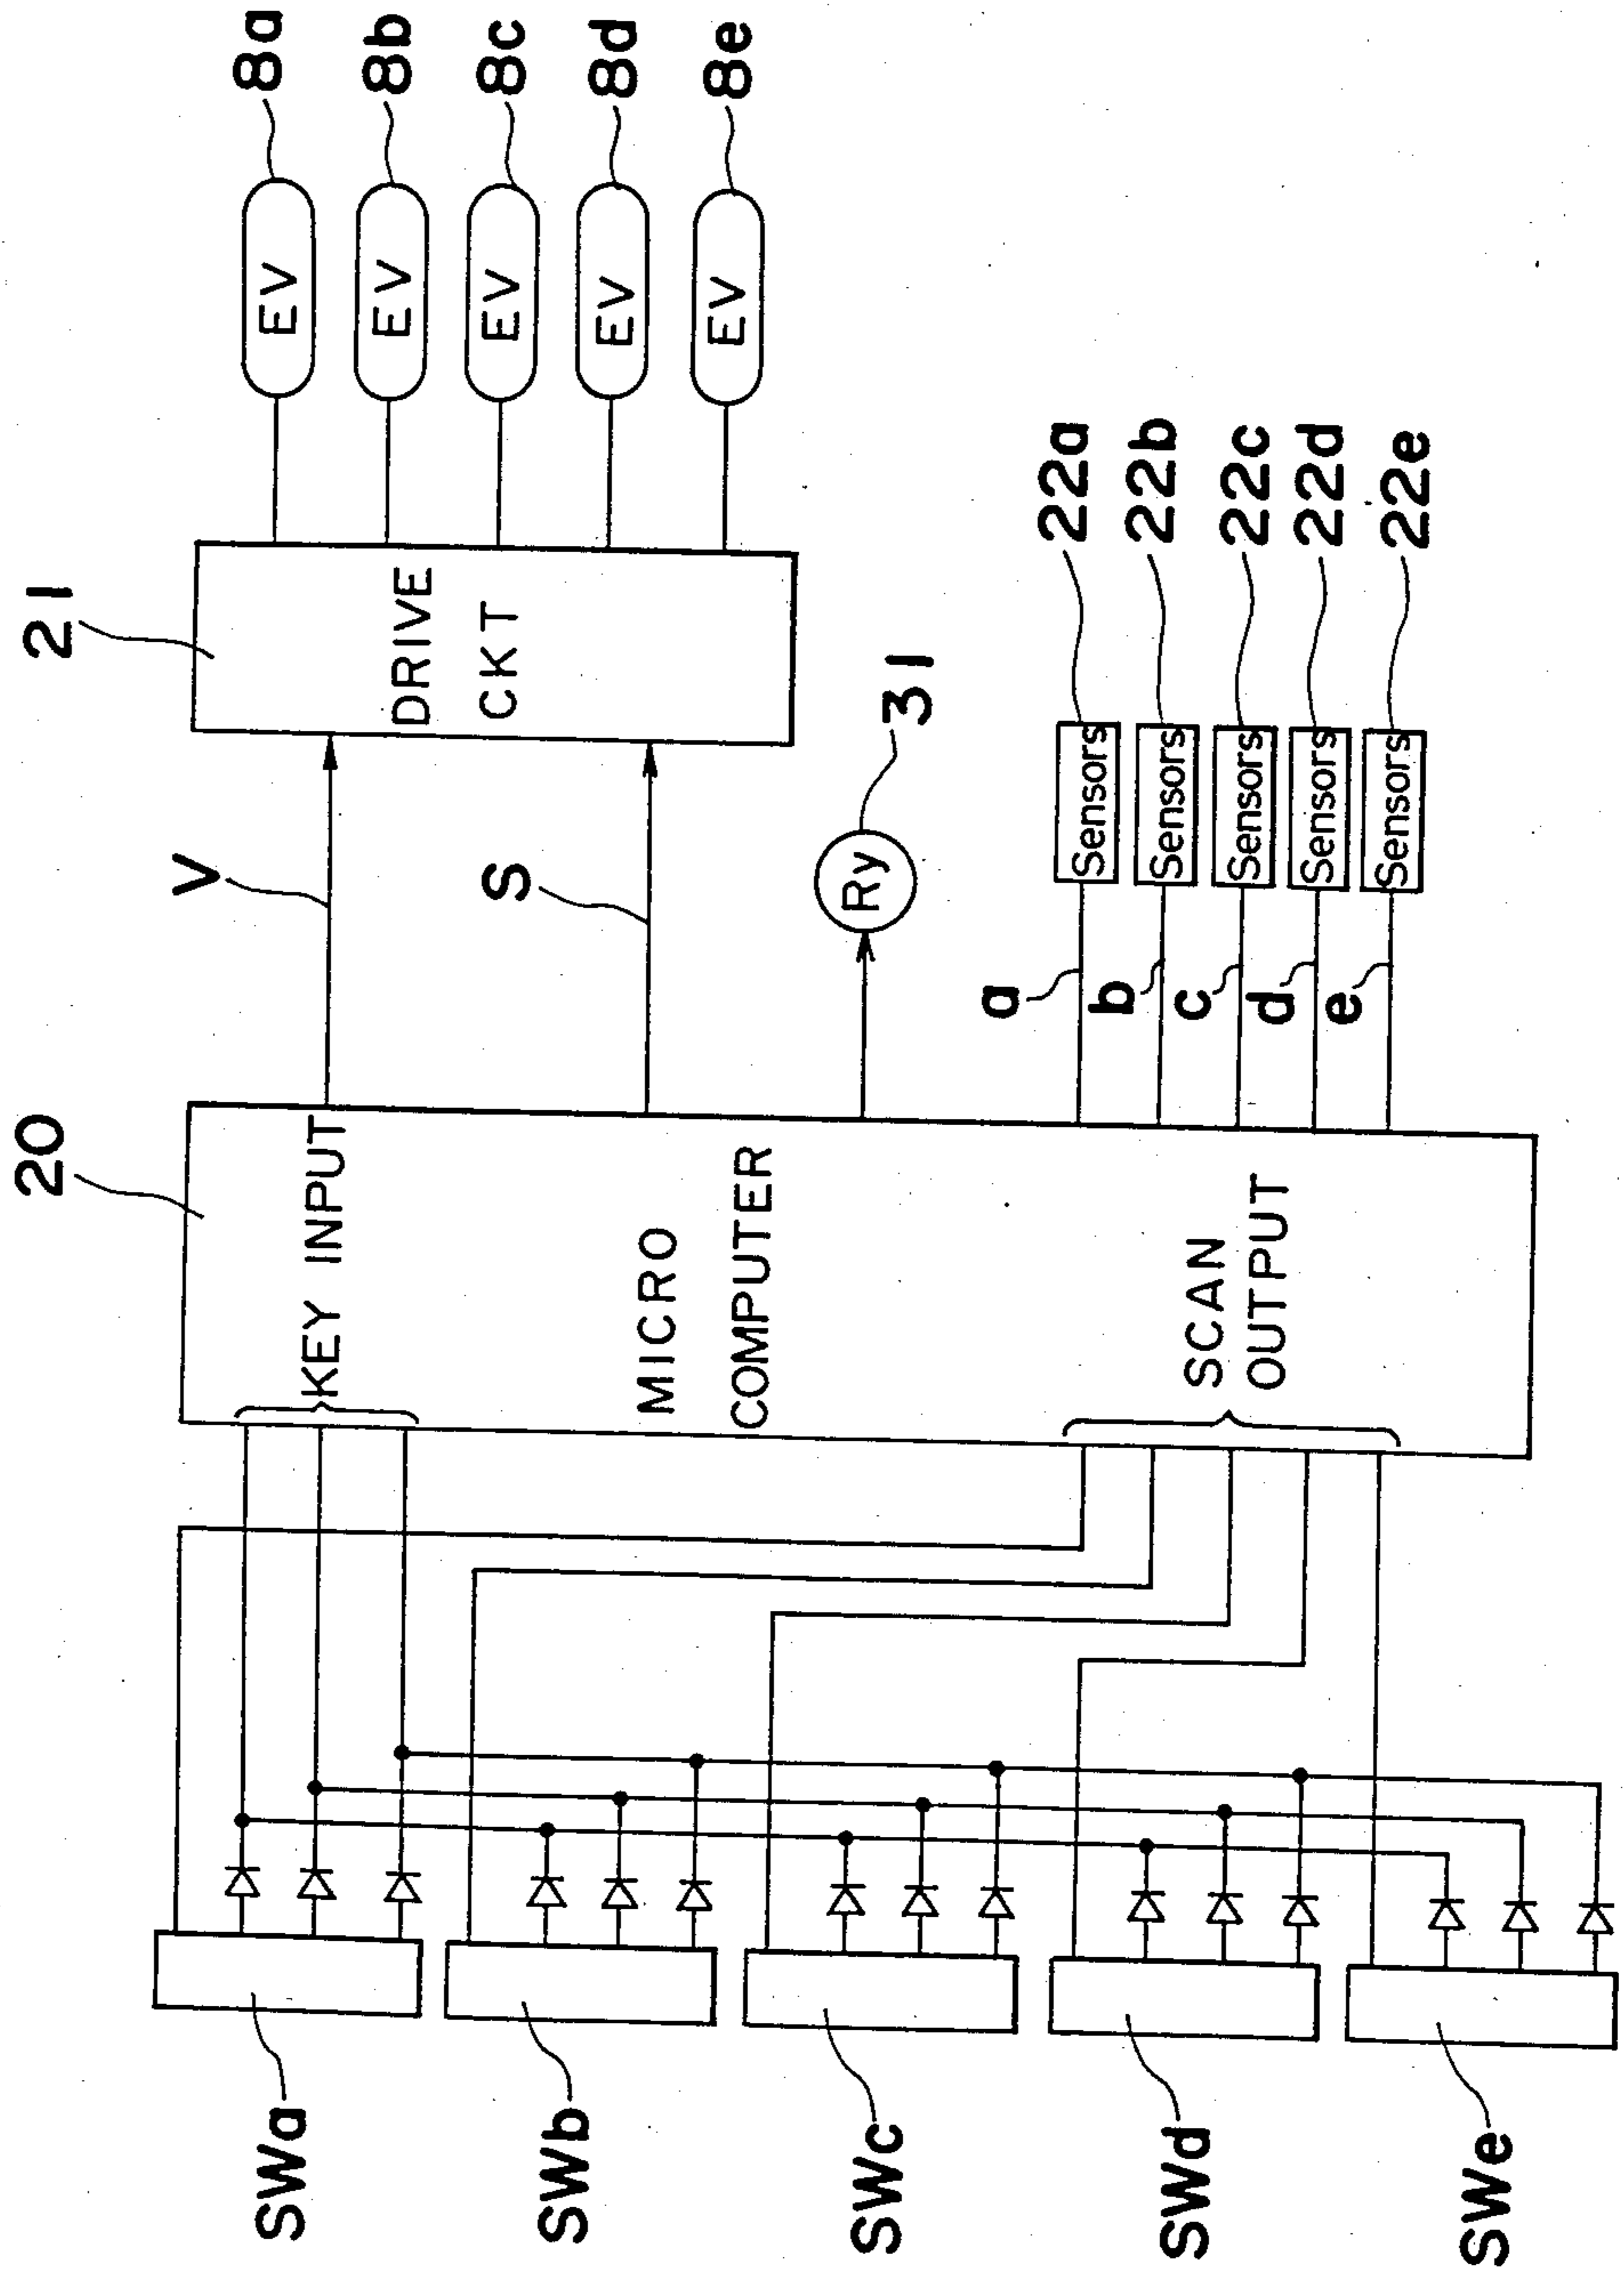 SWa
SWb
SWc
SWd
SWe
20
KEY INPUT
MICRO
COMPUTER
SCAN
OUTPUT
V
S
21
DRIVE
CKT
EV
EV
EV
EV
EV
8a
8b
8c
8d
8e
Ry
31
a
b
c
d
e
Sensors
Sensors
Sensors
Sensors
Sensors
22a
22b
22c
22d
22e